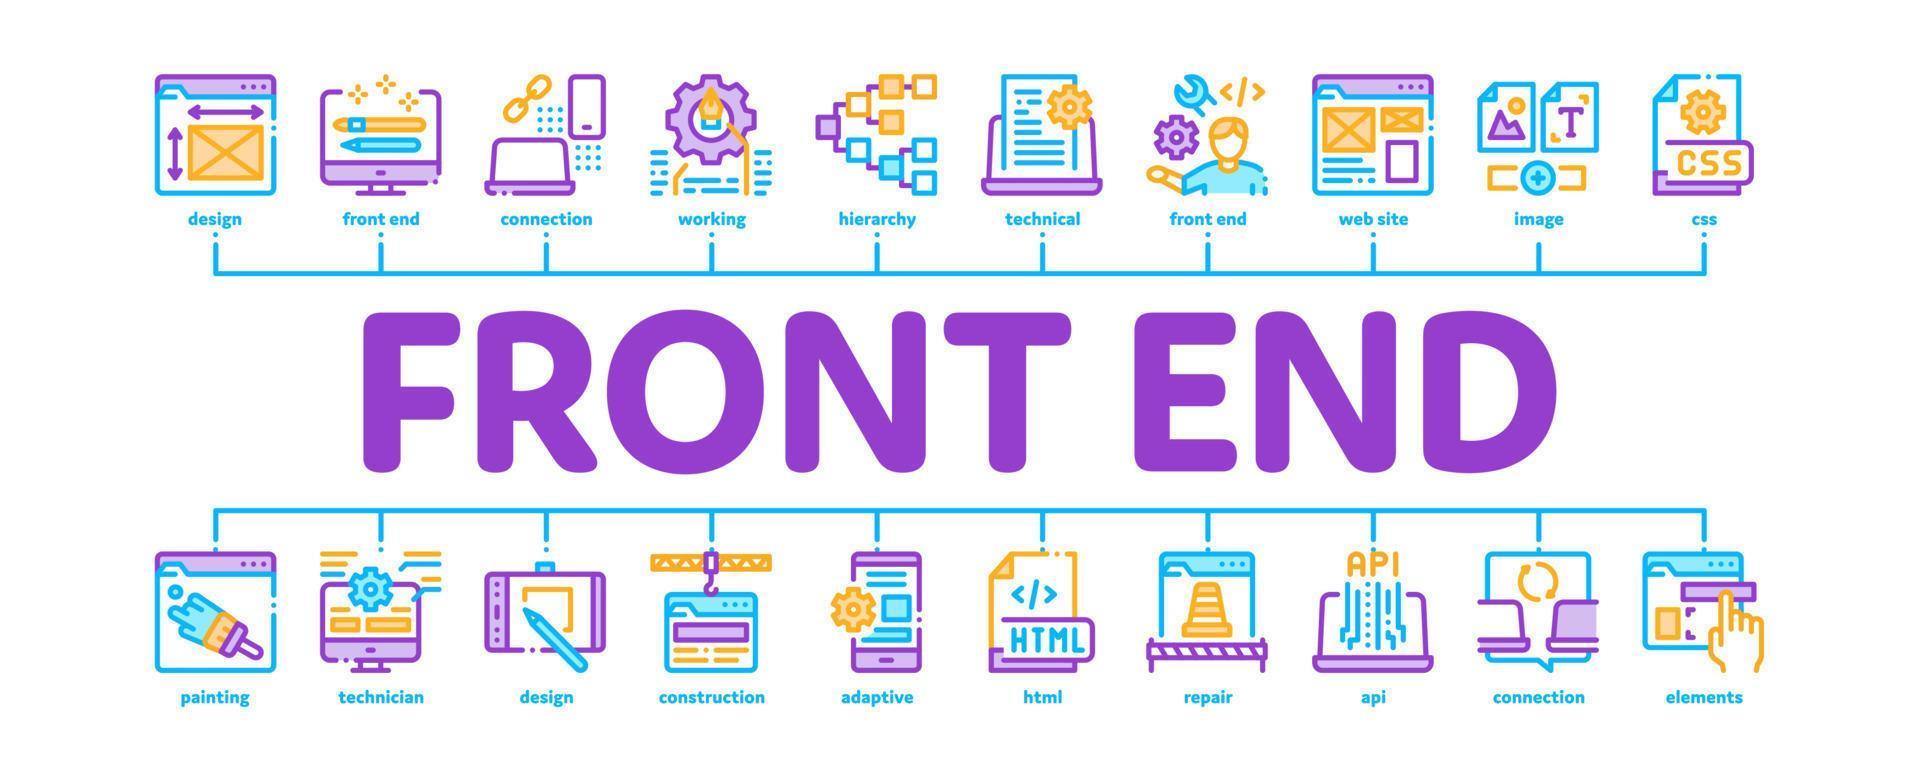 </> T CSS
design front end connection working hierarchy technical front end web site image css
FRONT END
</> HTML API
painting technician design construction adaptive html repair api connection elements